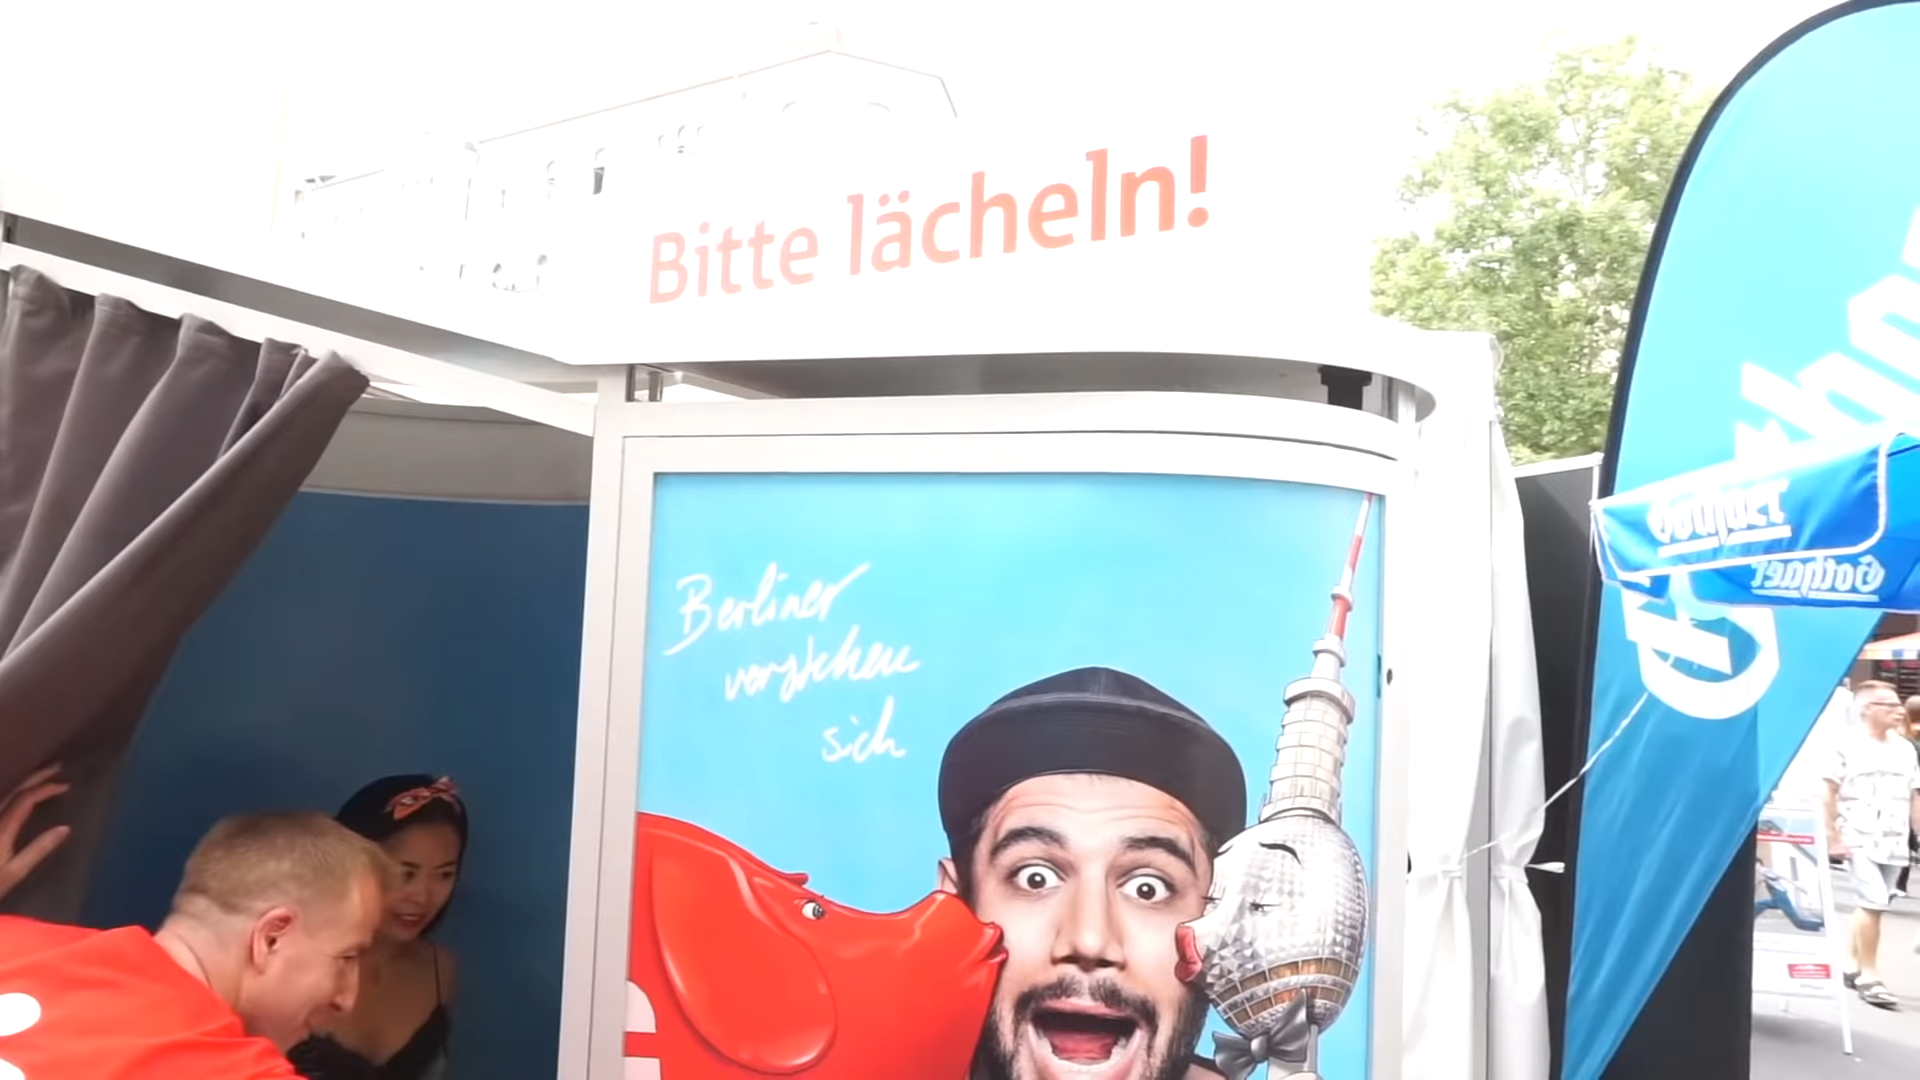 Bitte lächeln!
Berliner
verstehen
sich
Gothaer
Gothaer